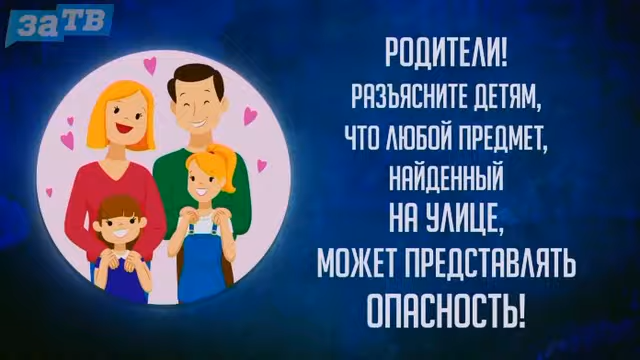 заТВ
РОДИТЕЛИ!
РАЗЪЯСНИТЕ ДЕТЯМ,
ЧТО ЛЮБОЙ ПРЕДМЕТ,
НАЙДЕННЫЙ
НА УЛИЦЕ,
МОЖЕТ ПРЕДСТАВЛЯТЬ
ОПАСНОСТЬ!